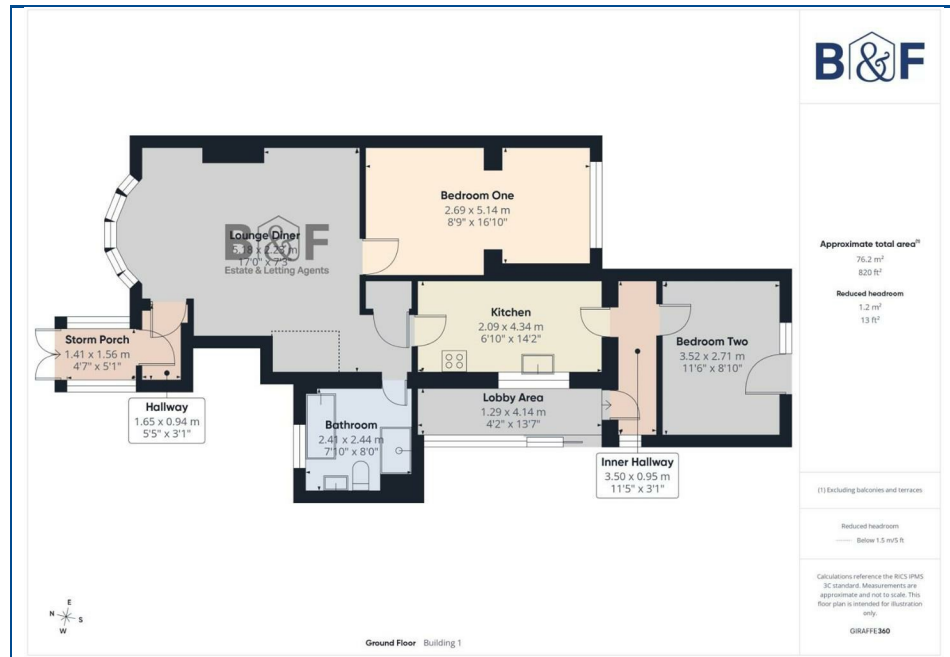 B&F
Bedroom One
2.69 x 5.14 m
8'9" x 16'10"
Lounge Diner
B&F
17'0" x 7'3"
Estate & Letting Agents
Kitchen
2.09 x 4.34 m
6'10" x 14'2"
Storm Porch
1.41 x 1.56 m
4'7" x 5'1"
Bedroom Two
3.52 x 2.71 m
11'6" x 8'10"
Hallway
1.65 x 0.94 m
5'5" x 3'1"
Lobby Area
1.29 x 4.14 m
4'2" x 13'7"
Bathroom
2.41 x 2.44 m
7'10" x 8'0"
Inner Hallway
3.50 x 0.95 m
11'5" x 3'1"
Approximate total area(1)
76.2 m²
820 ft²
Reduced headroom
1.2 m²
13 ft²
(1) Excluding balconies and terraces
Reduced headroom
Below 1.5 m/5 ft
Calculations reference the RICS IPMS
3C standard. Measurements are
approximate and not to scale. This
floor plan is intended for illustration
only.
GIRAFFE360
E
N S
W
Ground Floor Building 1